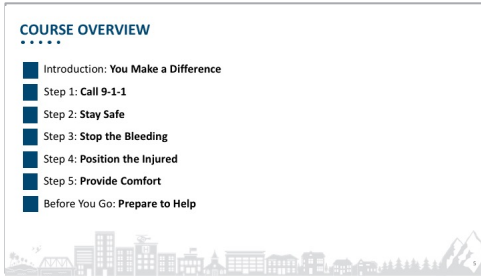 COURSE OVERVIEW
Introduction: You Make a Difference
Step 1: Call 9-1-1
Step 2: Stay Safe
Step 3: Stop the Bleeding
Step 4: Position the Injured
Step 5: Provide Comfort
Before You Go: Prepare to Help
5